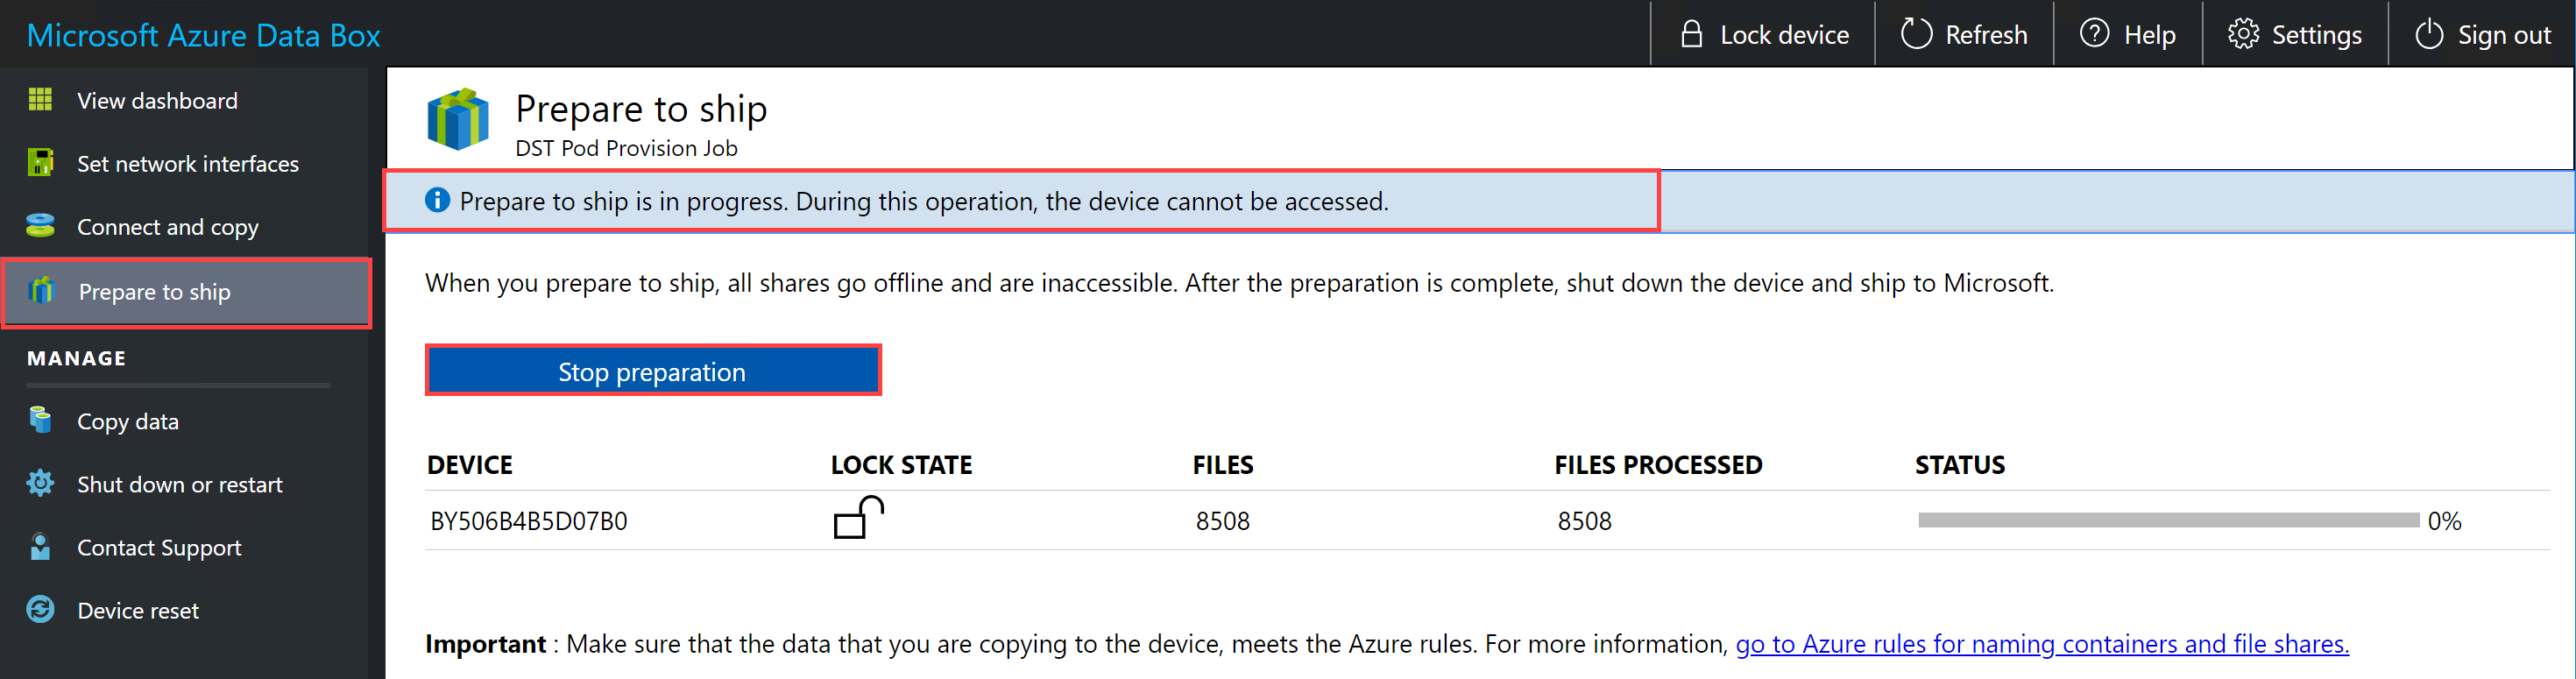 Microsoft Azure Data Box
Lock device
Refresh
Help
Settings
Sign out
View dashboard
Set network interfaces
Connect and copy
Prepare to ship
MANAGE
Copy data
Shut down or restart
Contact Support
Device reset
Prepare to ship
DST Pod Provision Job
Prepare to ship is in progress. During this operation, the device cannot be accessed.
When you prepare to ship, all shares go offline and are inaccessible. After the preparation is complete, shut down the device and ship to Microsoft.
Stop preparation
DEVICE LOCK STATE FILES FILES PROCESSED STATUS
BY506B4B5D07B0 8508 8508 0%
Important : Make sure that the data that you are copying to the device, meets the Azure rules. For more information, go to Azure rules for naming containers and file shares.